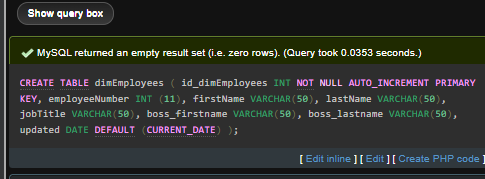 Show query box
MySQL returned an empty result set (i.e. zero rows). (Query took 0.0353 seconds.)
CREATE TABLE dimEmployees ( id_dimEmployees INT NOT NULL AUTO_INCREMENT PRIMARY
KEY, employeeNumber INT (11), firstName VARCHAR(50), lastName VARCHAR(50),
jobTitle VARCHAR(50), boss_firstname VARCHAR(50), boss_lastname VARCHAR(50),
updated DATE DEFAULT (CURRENT_DATE) );
[ Edit inline ] [ Edit ] [ Create PHP code ]